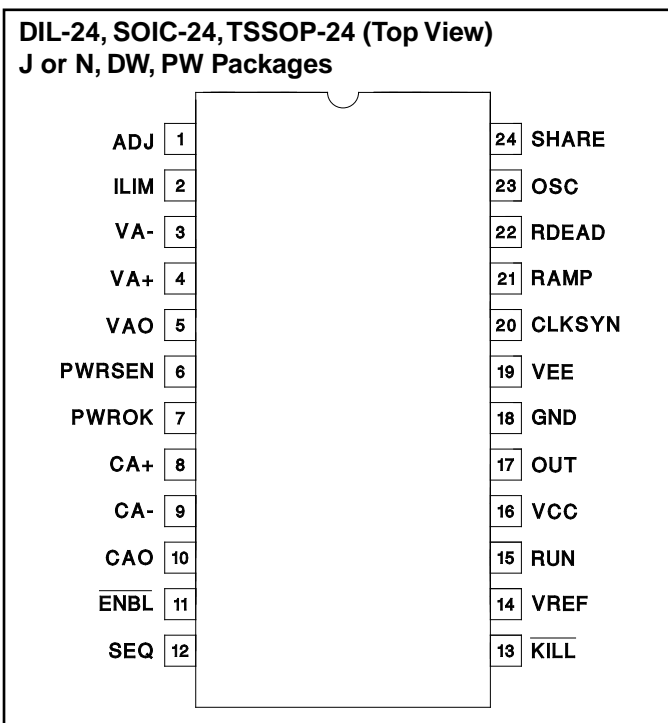 DIL-24, SOIC-24, TSSOP-24 (Top View)
J or N, DW, PW Packages
ADJ 1
ILIM 2
VA- 3
VA+ 4
VAO 5
PWRSEN 6
PWROK 7
CA+ 8
CA- 9
CAO 10
E̅N̅B̅L̅ 11
SEQ 12
24 SHARE
23 OSC
22 RDEAD
21 RAMP
20 CLKSYN
19 VEE
18 GND
17 OUT
16 VCC
15 RUN
14 VREF
13 K̅I̅L̅L̅